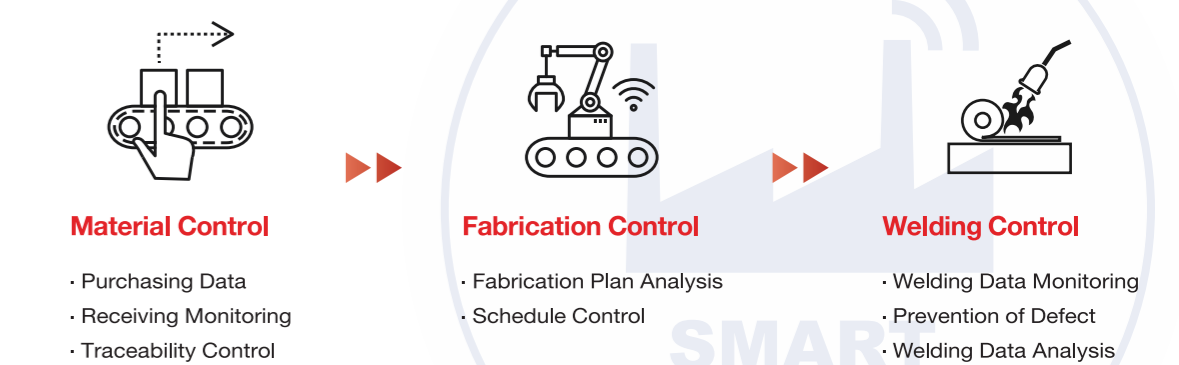 Material Control
· Purchasing Data
· Receiving Monitoring
· Traceability Control
Fabrication Control
· Fabrication Plan Analysis
· Schedule Control
Welding Control
· Welding Data Monitoring
· Prevention of Defect
· Welding Data Analysis
SMART